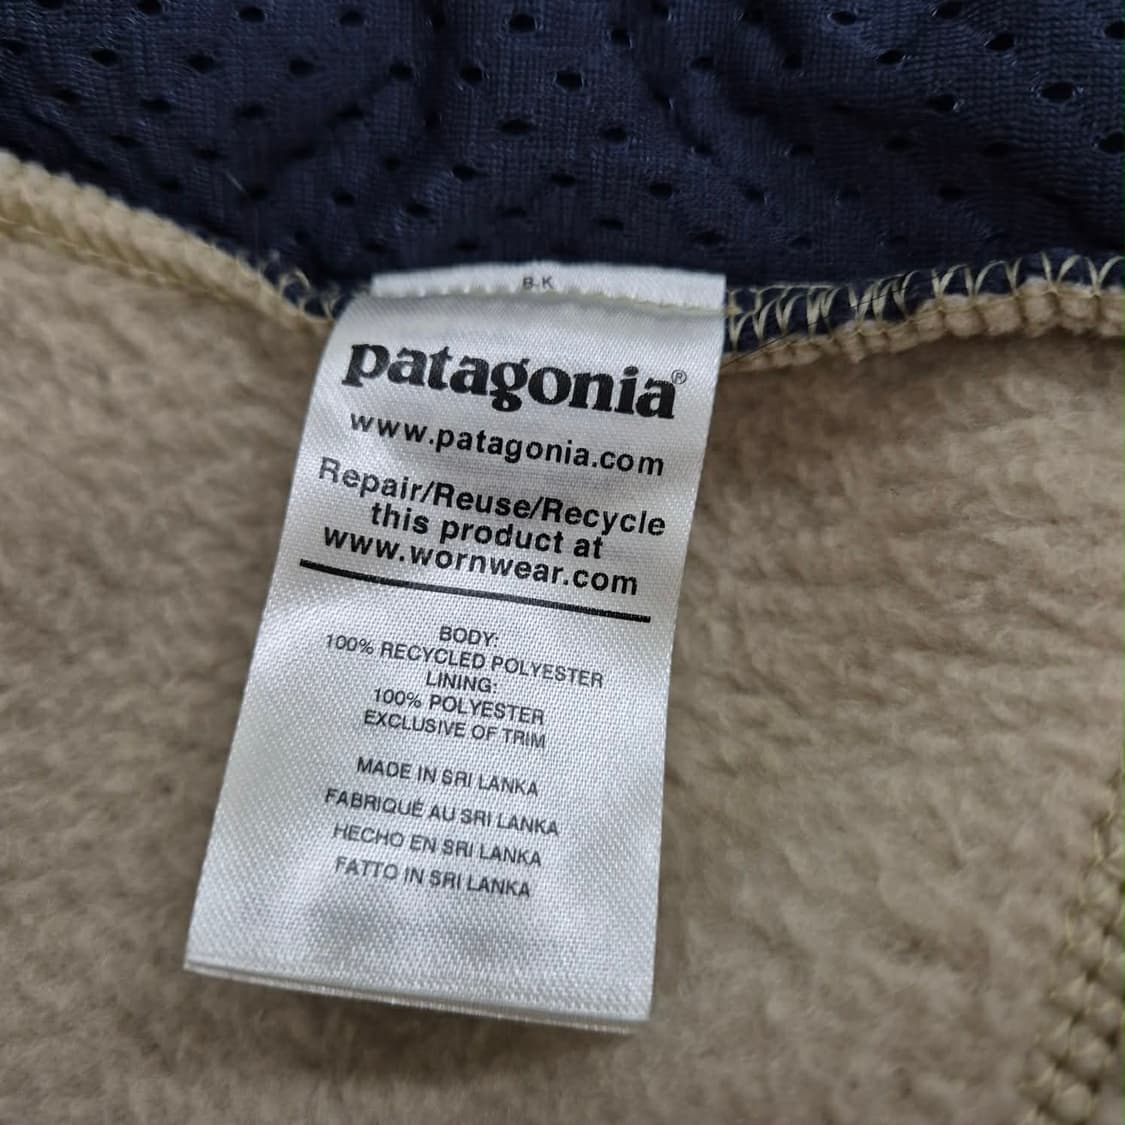 B-K
patagonia®
www.patagonia.com
Repair/Reuse/Recycle
this product at
www.wornwear.com
BODY:
100% RECYCLED POLYESTER
LINING:
100% POLYESTER
EXCLUSIVE OF TRIM
MADE IN SRI LANKA
FABRIQUÉ AU SRI LANKA
HECHO EN SRI LANKA
FATTO IN SRI LANKA